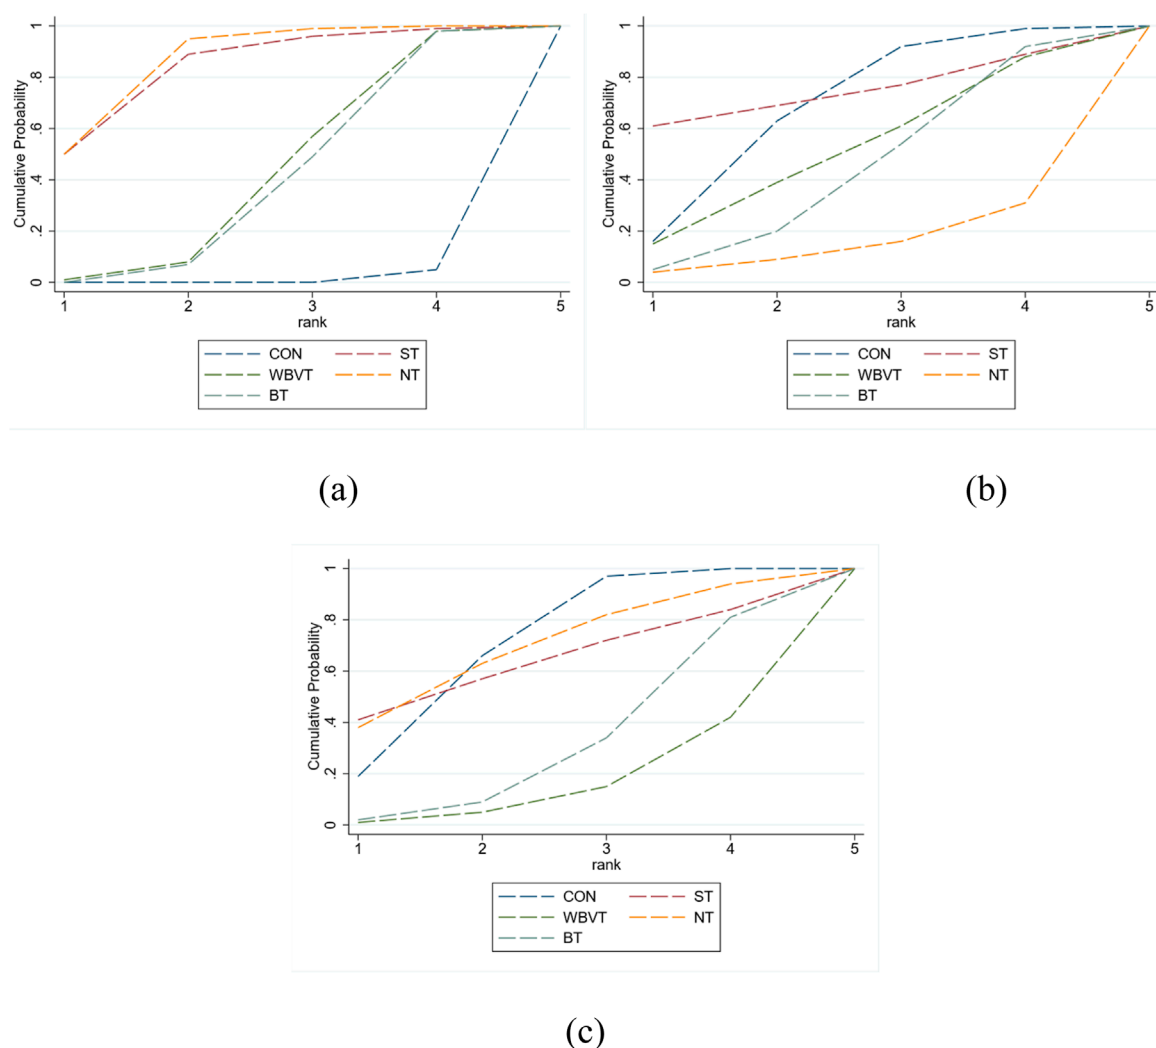 Cumulative Probability
1
.8
.6
.4
.2
0
1 2 3 4 5
rank
CON ST
WBVT NT
BT
(a)
Cumulative Probability
1
.8
.6
.4
.2
0
1 2 3 4 5
rank
CON ST
WBVT NT
BT
(b)
Cumulative Probability
1
.8
.6
.4
.2
0
1 2 3 4 5
rank
CON ST
WBVT NT
BT
(c)